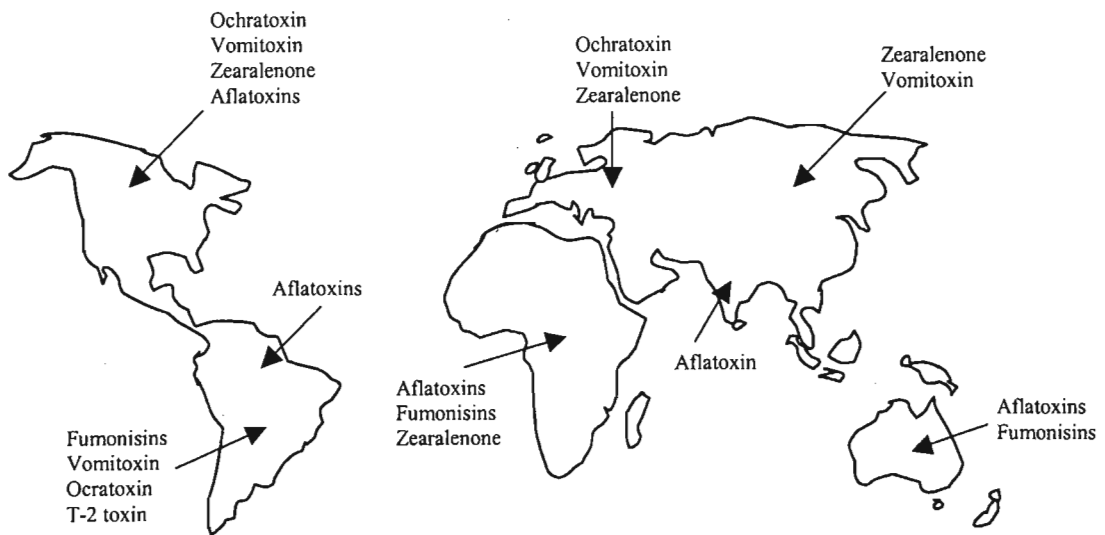 Ochratoxin
Vomitoxin
Zearalenone
Aflatoxins
Ochratoxin
Vomitoxin
Zearalenone
Zearalenone
Vomitoxin
Aflatoxins
Aflatoxin
Aflatoxins
Fumonisins
Zearalenone
Aflatoxins
Fumonisins
Fumonisins
Vomitoxin
Ocratoxin
T-2 toxin